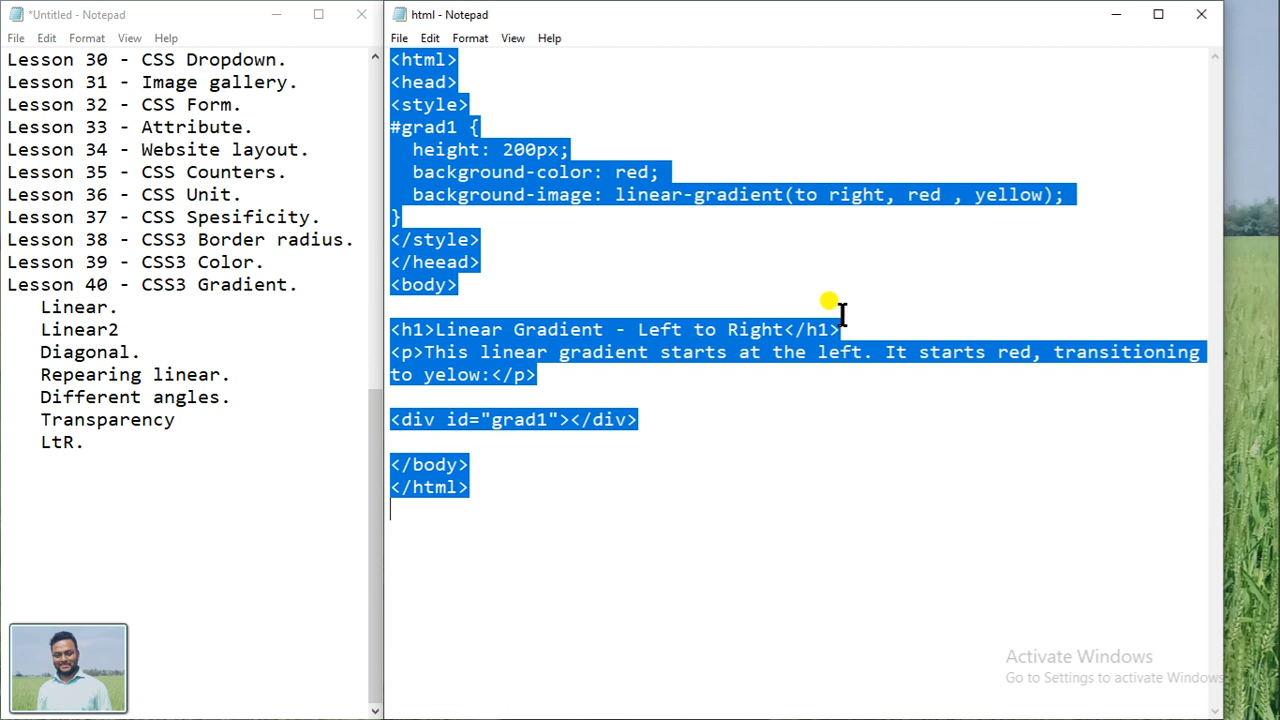 *Untitled - Notepad
File Edit Format View Help
Lesson 30 - CSS Dropdown.
Lesson 31 - Image gallery.
Lesson 32 - CSS Form.
Lesson 33 - Attribute.
Lesson 34 - Website layout.
Lesson 35 - CSS Counters.
Lesson 36 - CSS Unit.
Lesson 37 - CSS Spesificity.
Lesson 38 - CSS3 Border radius.
Lesson 39 - CSS3 Color.
Lesson 40 - CSS3 Gradient.
Linear.
Linear2
Diagonal.
Repearing linear.
Different angles.
Transparency
LtR.
html - Notepad
File Edit Format View Help
<html>
<head>
<style>
#grad1 {
  height: 200px;
  background-color: red;
  background-image: linear-gradient(to right, red , yellow);
}
</style>
</heead>
<body>
<h1>Linear Gradient - Left to Right</h1>
<p>This linear gradient starts at the left. It starts red, transitioning
to yelow:</p>
<div id="grad1"></div>
</body>
</html>
Activate Windows
Go to Settings to activate Windows